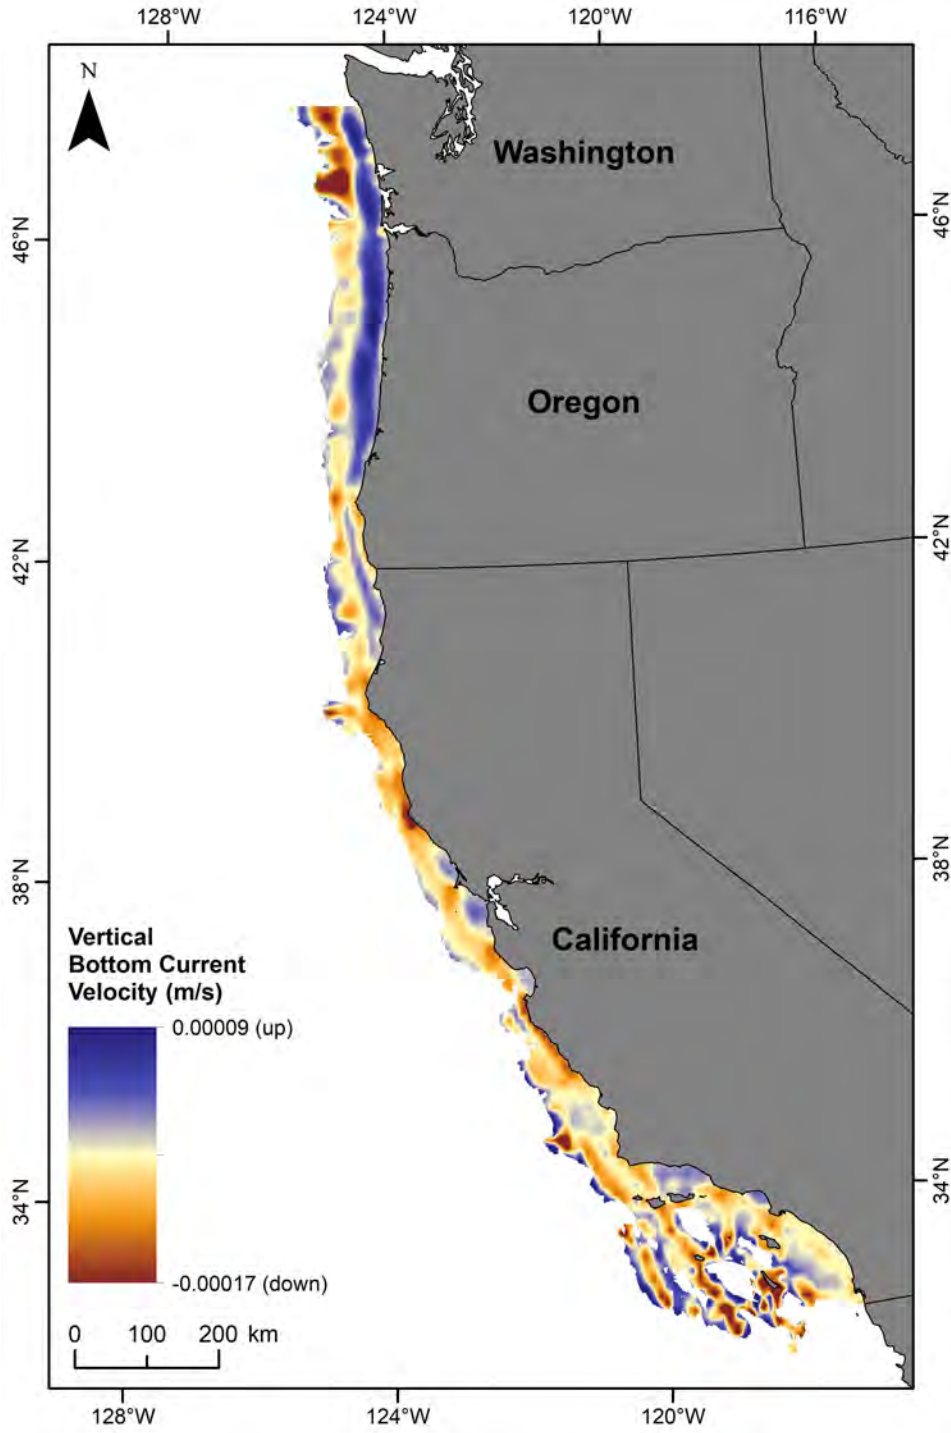 128°W 124°W 120°W 116°W
N
Washington
46°N
46°N
Oregon
42°N
42°N
38°N
38°N
California
Vertical
Bottom Current
Velocity (m/s)
0.00009 (up)
34°N
34°N
-0.00017 (down)
0 100 200 km
128°W 124°W 120°W